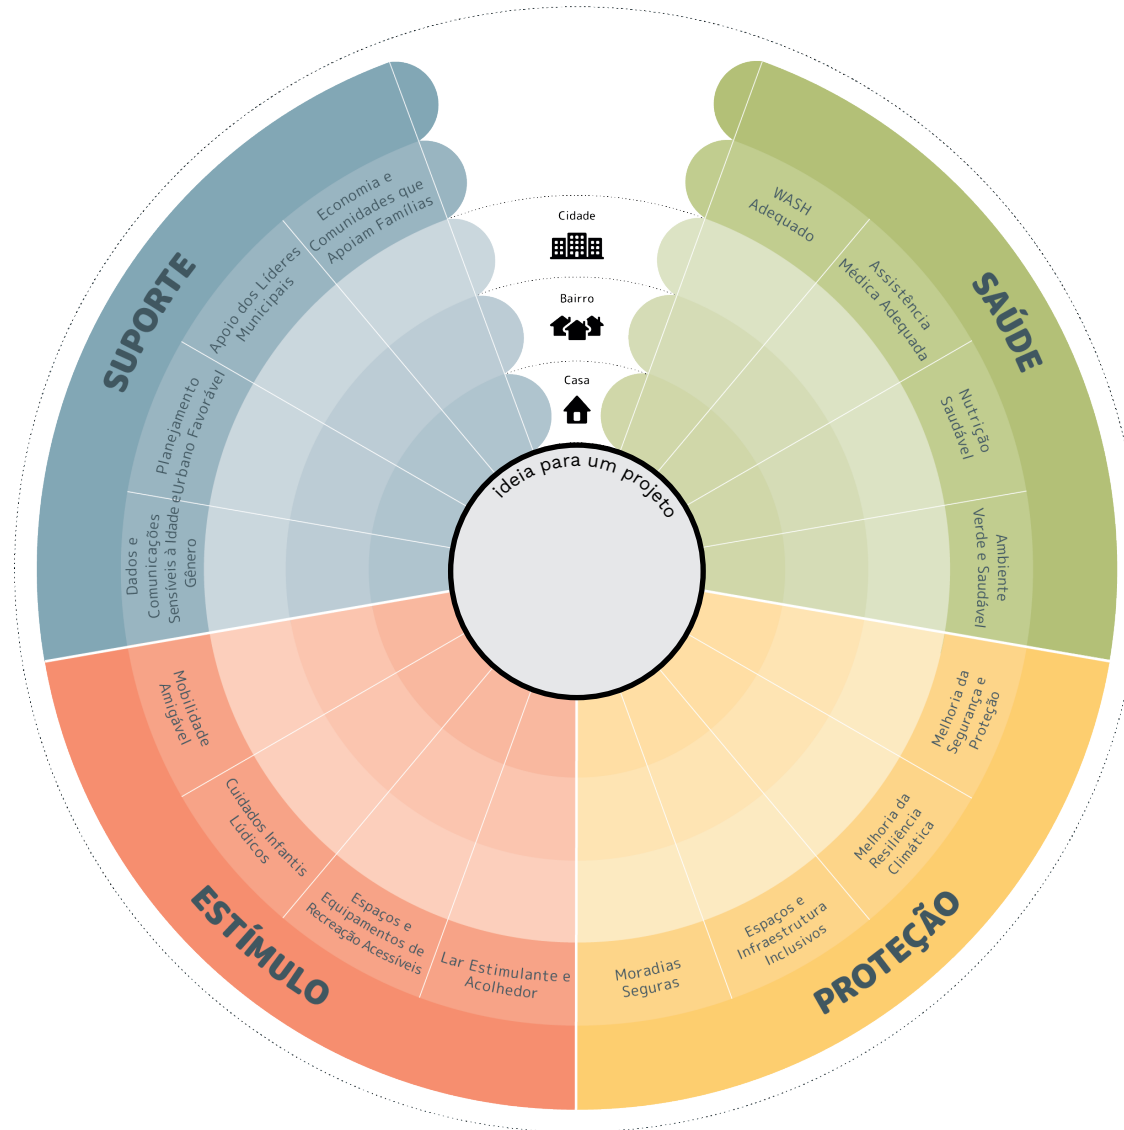 Cidade
Bairro
Casa
ideia para um projeto
SAÚDE
WASH
Adequado
Assistência
Médica Adequada
Nutrição
Saudável
Ambiente
Verde e Saudável
PROTEÇÃO
Melhoria da
Segurança e
Proteção
Melhoria da
Resiliência
Climática
Espaços e
Infraestrutura
Inclusivos
Moradias
Seguras
ESTÍMULO
Lar Estimulante e
Acolhedor
Espaços e
Equipamentos de
Recreação Acessíveis
Cuidados Infantis
Lúdicos
Mobilidade
Amigável
SUPORTE
Dados e
Comunicações
Sensíveis à Idade e
Gênero
Planejamento
Urbano Favorável
Apoio dos Líderes
Municipais
Economia e
Comunidades que
Apoiam Famílias